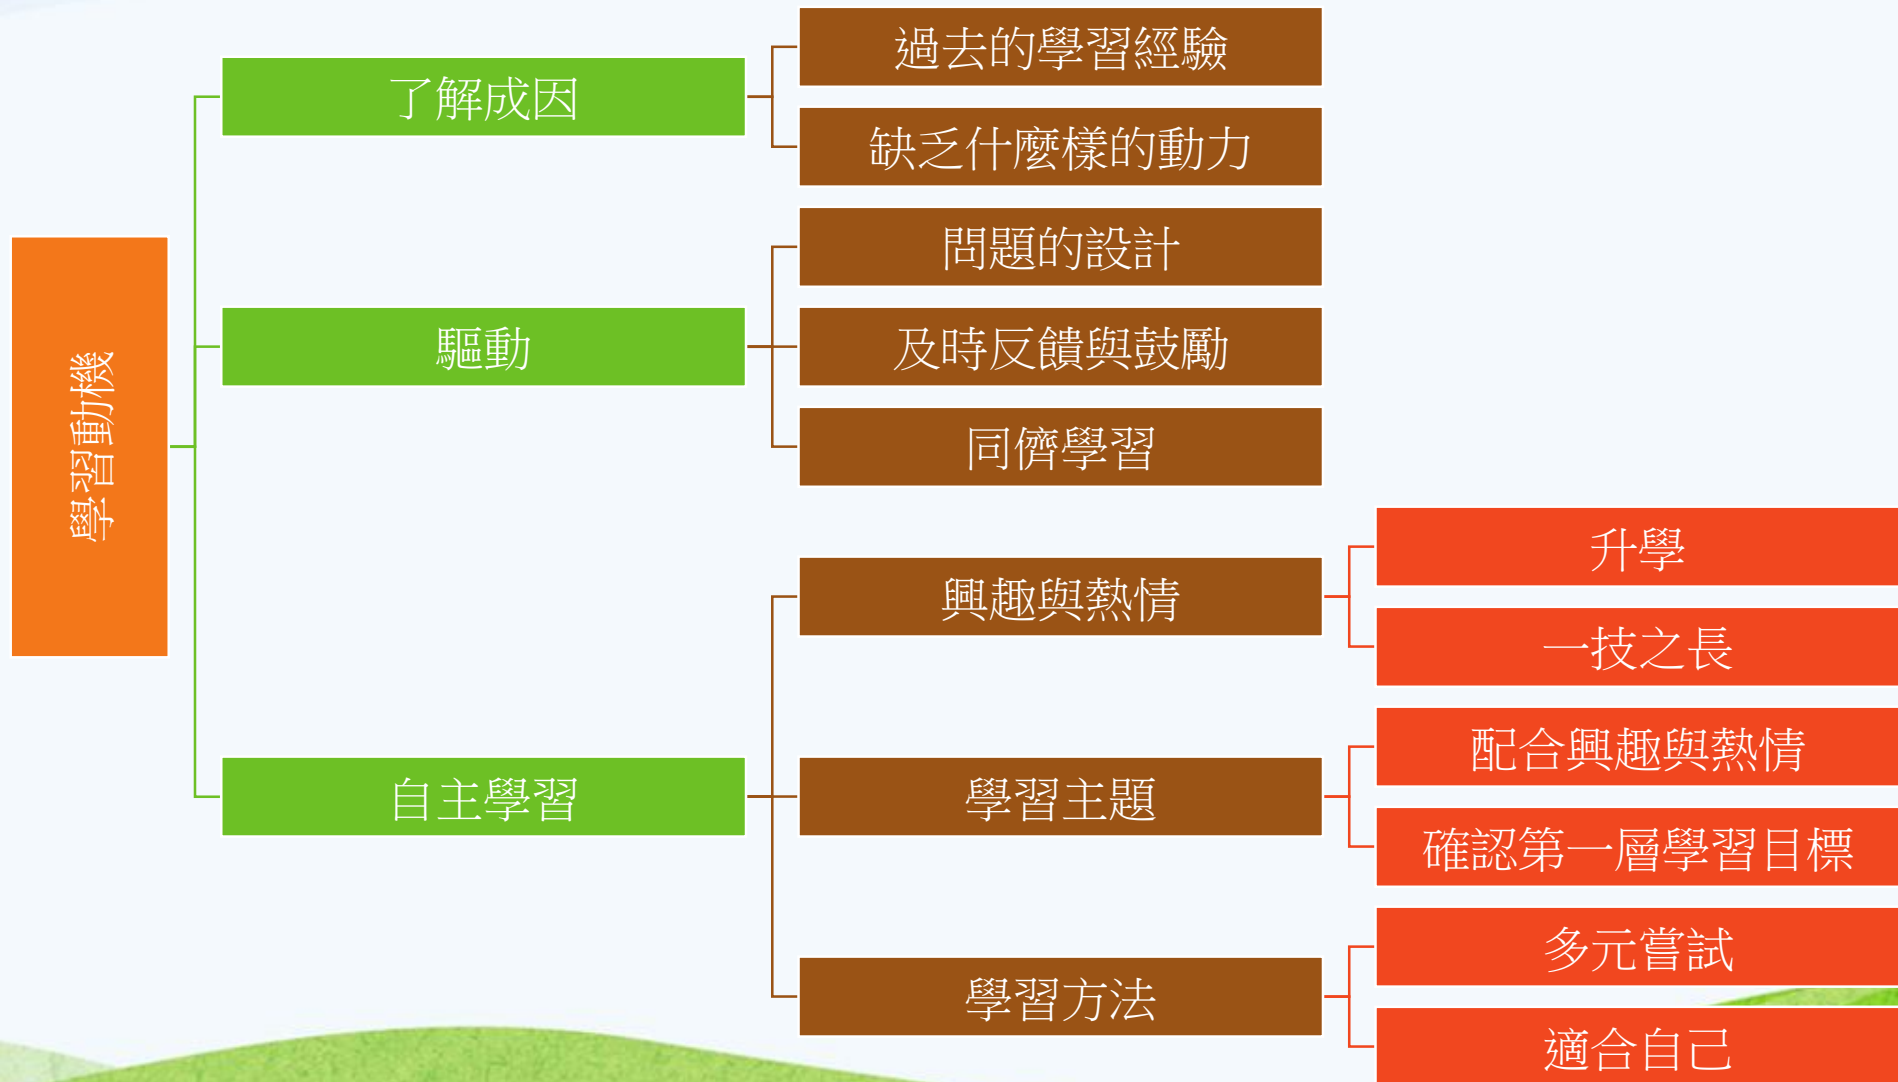 學習動機
了解成因
過去的學習經驗
缺乏什麼樣的動力
驅動
問題的設計
及時反饋與鼓勵
同儕學習
自主學習
興趣與熱情
升學
一技之長
學習主題
配合興趣與熱情
確認第一層學習目標
學習方法
多元嘗試
適合自己